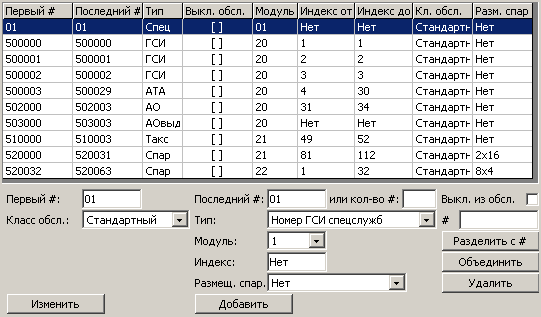 Первый # Последний # Тип Выкл. обсл. Модуль Индекс от Индекс до Кл. обсл. Разм. спар
01 01 Спец [ ] 01 Нет Нет Стандартн Нет
500000 500000 ГСИ [ ] 20 1 1 Стандартн Нет
500001 500001 ГСИ [ ] 20 2 2 Стандартн Нет
500002 500002 ГСИ [ ] 20 3 3 Стандартн Нет
500003 500029 АТА [ ] 20 4 30 Стандартн Нет
502000 502003 АО [ ] 20 31 34 Стандартн Нет
503000 503003 АОвыд [ ] 20 Нет Нет Стандартн Нет
510000 510003 Такс [ ] 21 49 52 Стандартн Нет
520000 520031 Спар [ ] 21 81 112 Стандартн 2x16
520032 520063 Спар [ ] 22 1 32 Стандартн 8x4
Первый #: 01 Последний #: 01 или кол-во #: Выкл. из обсл.
Класс обсл.: Стандартный Тип: Номер ГСИ спецслужб #
Модуль: 1 Разделить с #
Индекс: Нет Объединить
Размещ. спар. Нет Удалить
Изменить Добавить